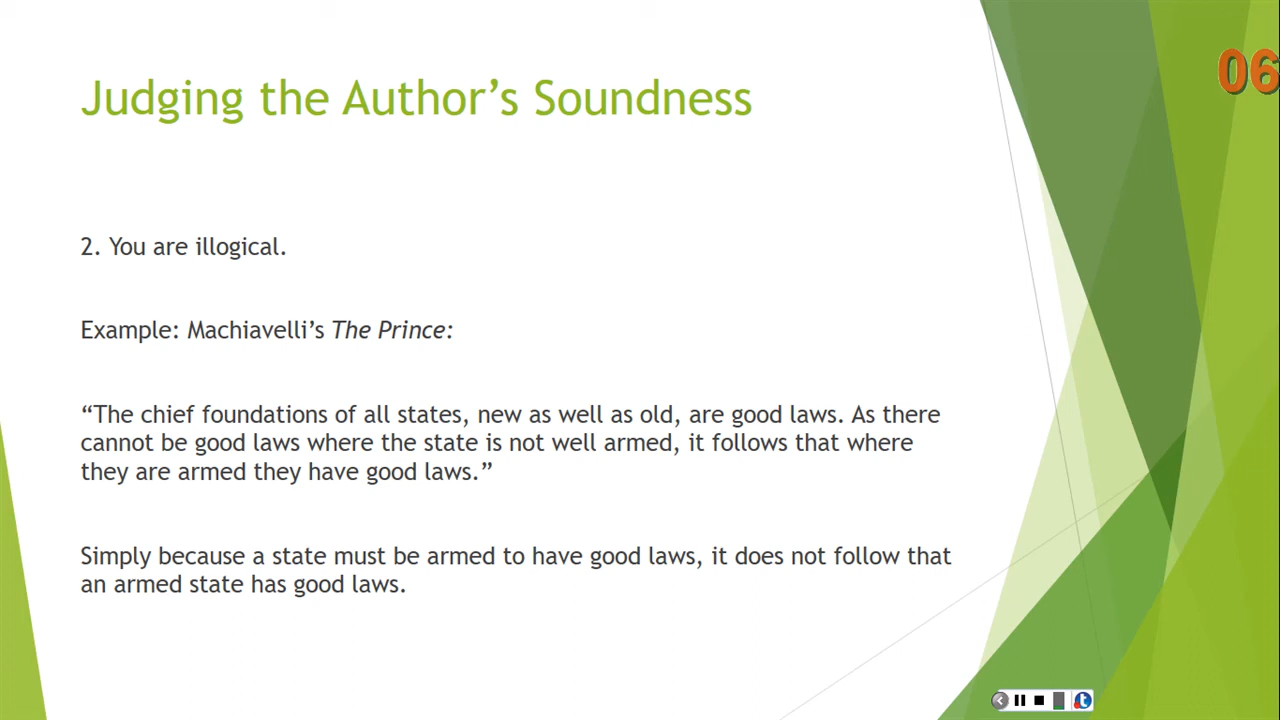 06
Judging the Author’s Soundness
2. You are illogical.
Example: Machiavelli’s The Prince:
“The chief foundations of all states, new as well as old, are good laws. As there
cannot be good laws where the state is not well armed, it follows that where
they are armed they have good laws.”
Simply because a state must be armed to have good laws, it does not follow that
an armed state has good laws.
t